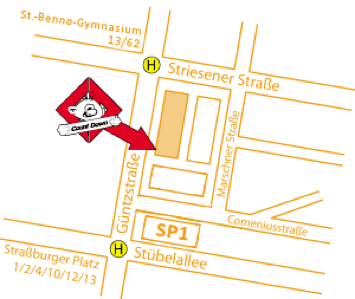 St.-Benno-Gymnasium
13/62
H
Striesener Straße
Count Down
Marschner Straße
Güntzstraße
Comeniusstraße
SP1
H
Stübelallee
Straßburger Platz
1/2/4/10/12/13